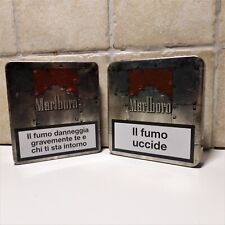 Marlboro
Il fumo danneggia
gravemente te e
chi ti sta intorno
Marlboro
Il fumo
uccide